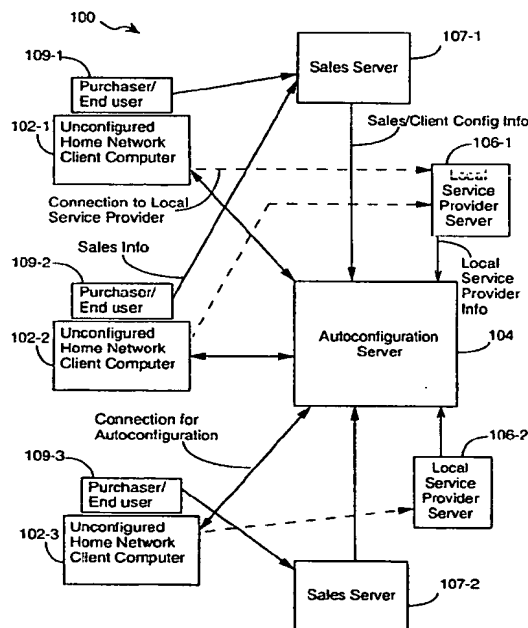 100
109-1
Purchaser/
End user
102-1
Unconfigured
Home Network
Client Computer
107-1
Sales Server
Sales/Client Config Info
106-1
Local
Service
Provider
Server
Connection to Local
Service Provider
Sales Info
Local
Service
Provider
Info
109-2
Purchaser/
End user
102-2
Unconfigured
Home Network
Client Computer
Autoconfiguration
Server
104
Connection for
Autoconfiguration
106-2
Local
Service
Provider
Server
109-3
Purchaser/
End user
102-3
Unconfigured
Home Network
Client Computer
Sales Server
107-2